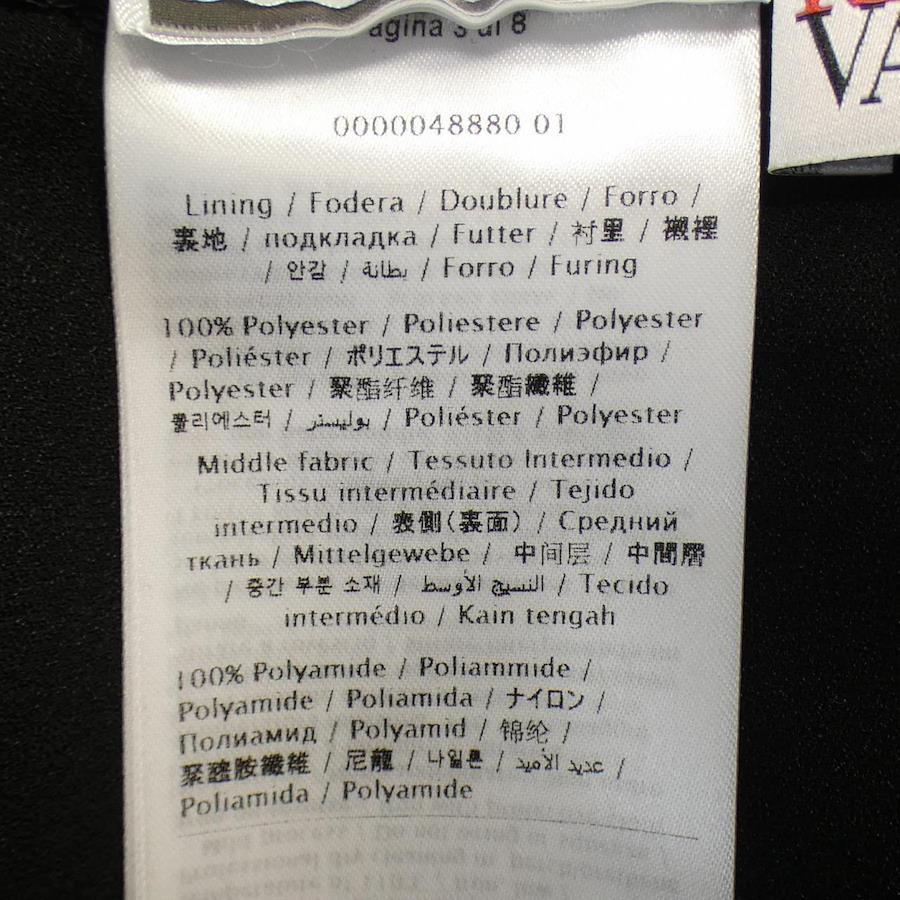 agina 3 di 8
VA
0000048880 01
Lining / Fodera / Doublure / Forro /
裏地 / подкладка / Futter / 衬里 / 襯裡
/ 안감 / بطانة / Forro / Furing
100% Polyester / Poliestere / Polyester
/ Poliéster / ポリエステル / Полиэфир /
Polyester / 聚酯纤维 / 聚酯纖維 /
폴리에스터 / بوليستر / Poliéster / Polyester
Middle fabric / Tessuto Intermedio /
Tissu intermédiaire / Tejido
intermedio / 表側(裏面) / Средний
ткань / Mittelgewebe / 中间层 / 中間層
/ 중간 부분 소재 / النسيج الأوسط / Tecido
intermédio / Kain tengah
100% Polyamide / Poliammide /
Polyamide / Poliamida / ナイロン /
Полиамид / Polyamid / 锦纶 /
聚醯胺纖維 / 尼龍 / 나일론 / عديد الأميد /
Poliamida / Polyamide